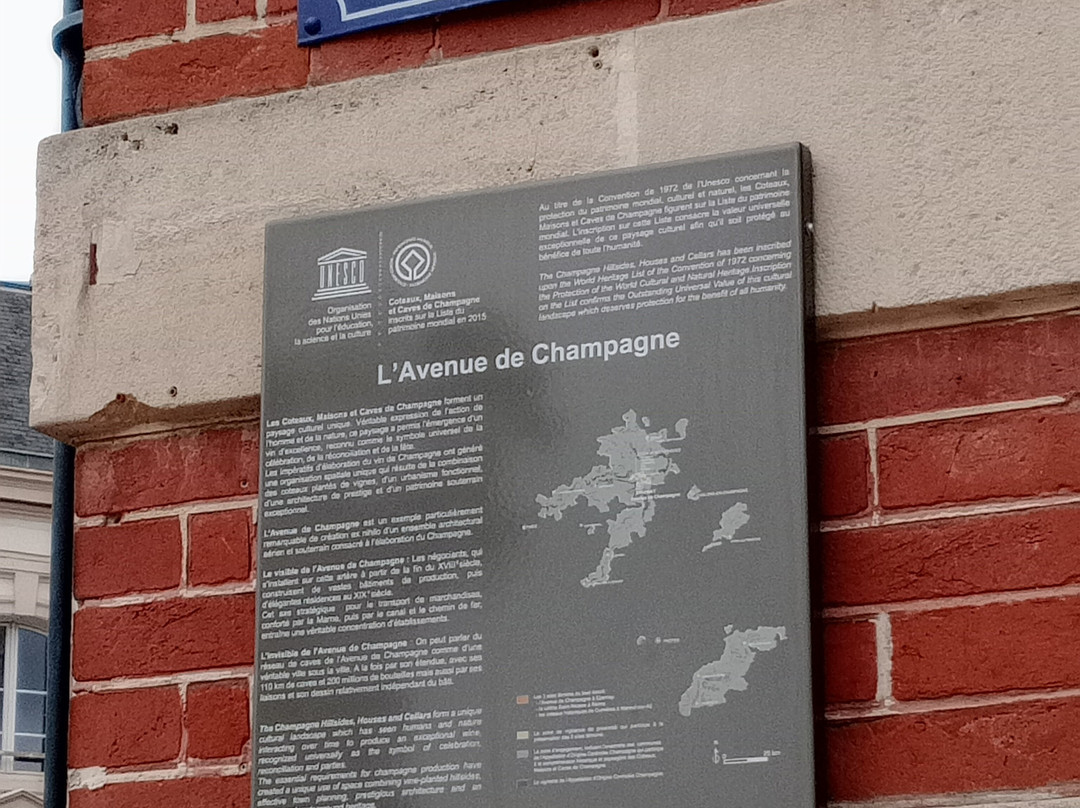 UNESCO
Organisation
des Nations Unies
pour l'éducation,
la science et la culture
Coteaux, Maisons
et Caves de Champagne
inscrits sur la Liste du
patrimoine mondial en 2015
Au titre de la Convention de 1972 de l'Unesco concernant la
protection du patrimoine mondial, culturel et naturel, les Coteaux,
Maisons et Caves de Champagne figurent sur la Liste du patrimoine
mondial. L'inscription sur cette Liste consacre la valeur universelle
exceptionnelle de ce paysage culturel afin qu'il soit protégé au
bénéfice de toute l'humanité.
The Champagne Hillsides, Houses and Cellars has been inscribed
upon the World Heritage List of the Convention of 1972 concerning
the Protection of the World Cultural and Natural Heritage. Inscription
on the List confirms the Outstanding Universal Value of this cultural
landscape which deserves protection for the benefit of all humanity.
L'Avenue de Champagne
Les Coteaux, Maisons et Caves de Champagne forment un
paysage culturel unique. Véritable expression de l'action de
l'homme et de la nature, ce paysage a permis l'émergence d'un
vin d'excellence, reconnu comme le symbole universel de la
célébration, de la réconciliation et de la fête.
Les impératifs d'élaboration du vin de Champagne ont généré
une organisation spatiale unique qui résulte de la combinaison
des coteaux plantés de vignes, d'un urbanisme fonctionnel,
d'une architecture de prestige et d'un patrimoine souterrain
exceptionnel.
L'Avenue de Champagne est un exemple particulièrement
remarquable de création ex nihilo d'un ensemble architectural
aérien et souterrain consacré à l'élaboration du Champagne.
Le visible de l'Avenue de Champagne : Les négociants, qui
s'installent sur cette artère à partir de la fin du XVIIIe siècle,
construisent de vastes bâtiments de production, puis
d'élégantes résidences au XIXe siècle.
Cet axe stratégique pour le transport de marchandises,
conforté par la Marne, puis par le canal et le chemin de fer,
entraîne une véritable concentration d'établissements.
L'invisible de l'Avenue de Champagne : On peut parler du
réseau de caves de l'Avenue de Champagne comme d'une
véritable ville sous la ville. A la fois par son étendue, avec ses
110 km de caves et 200 millions de bouteilles mais aussi par ses
liaisons et son dessin relativement indépendant du bâti.
The Champagne Hillsides, Houses and Cellars form a unique
cultural landscape which has seen humans and nature
interacting over time to produce an exceptional wine,
recognized universally as the symbol of celebration,
reconciliation and parties.
The essential requirements for champagne production have
created a unique use of space combining vine-planted hillsides,
effective town planning, prestigious architecture and an
heritage.
20 km